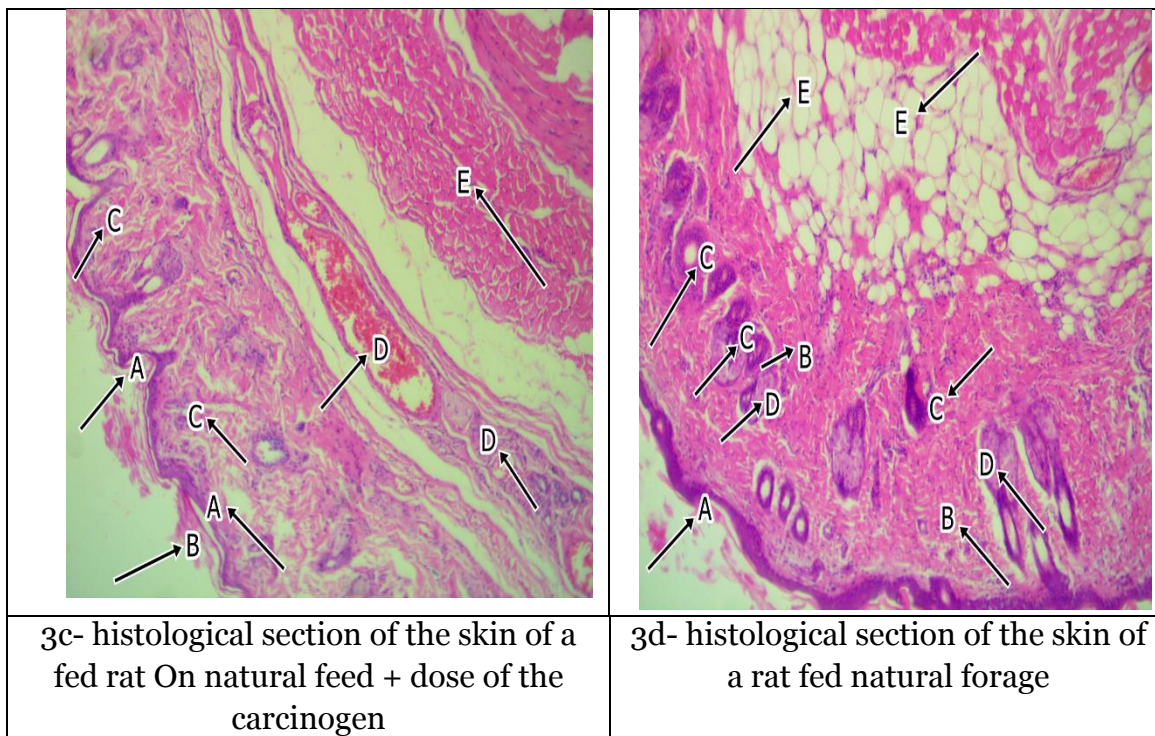 E
C
D
A
C
D
A
B
E
E
C
C
B
D
C
D
A
B
3c- histological section of the skin of a
fed rat On natural feed + dose of the
carcinogen
3d- histological section of the skin of
a rat fed natural forage